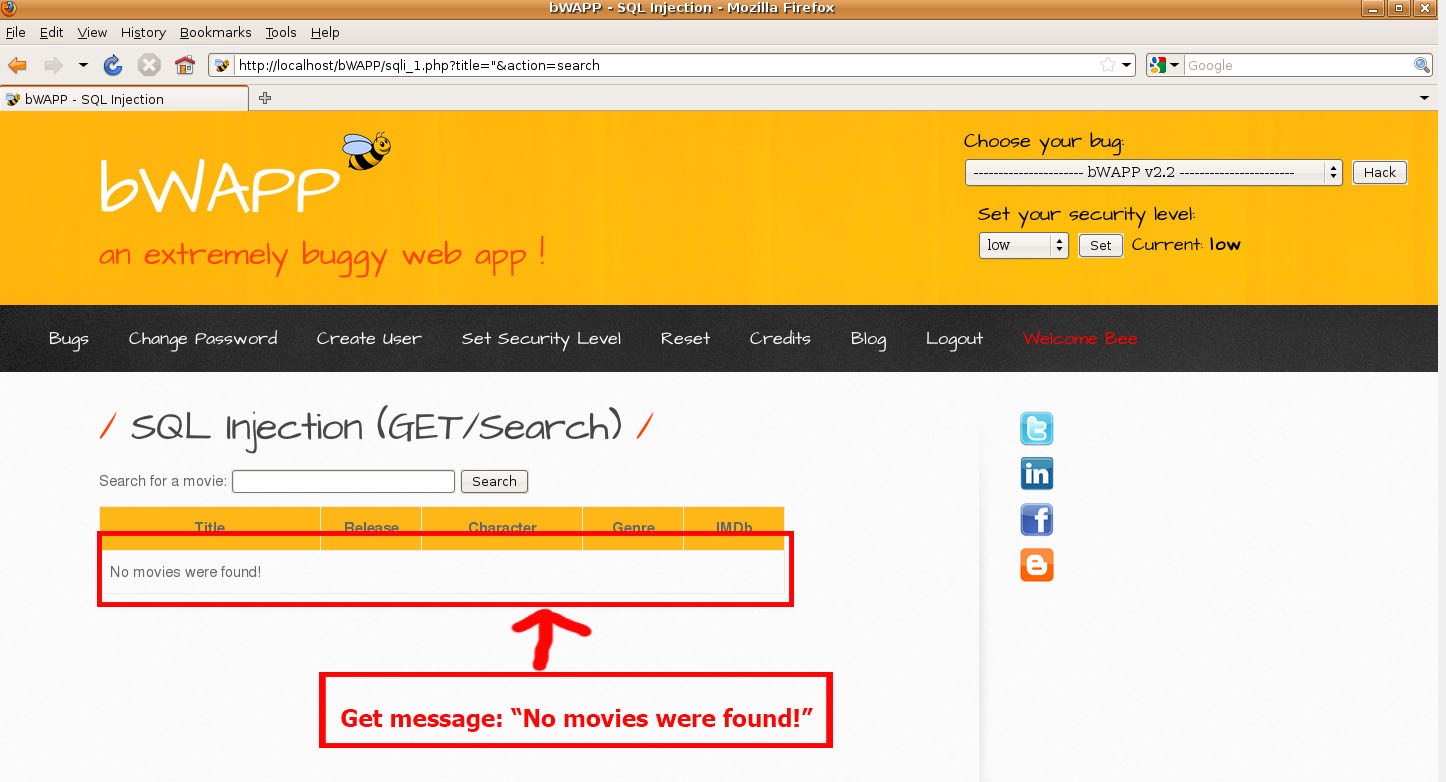 bWAPP - SQL Injection - Mozilla Firefox
File Edit View History Bookmarks Tools Help
http://localhost/bWAPP/sqli_1.php?title="&action=search
Google
bWAPP - SQL Injection
bWAPP
an extremely buggy web app !
Choose your bug:
---------------------- bWAPP v2.2 -----------------------
Hack
Set your security level:
low Set Current: low
Bugs Change Password Create User Set Security Level Reset Credits Blog Logout Welcome Bee
/ SQL Injection (GET/Search) /
Search for a movie: Search
Title Release Character Genre IMDb
No movies were found!
Get message: “No movies were found!”